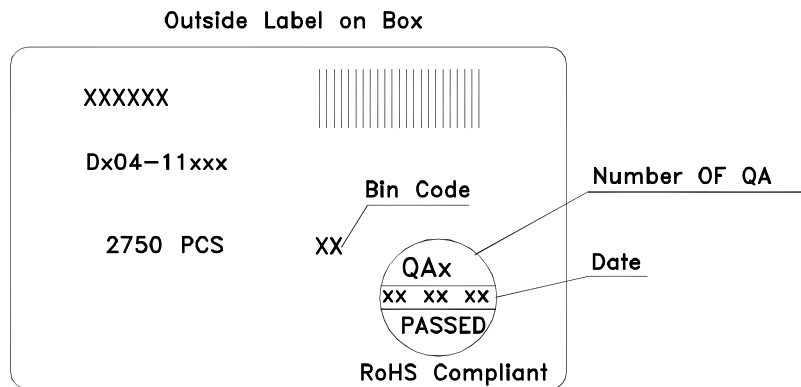 Outside Label on Box
XXXXXX
Dx04-11xxx
Bin Code
Number OF QA
2750 PCS
XX
QAx
Date
xx xx xx
PASSED
RoHS Compliant